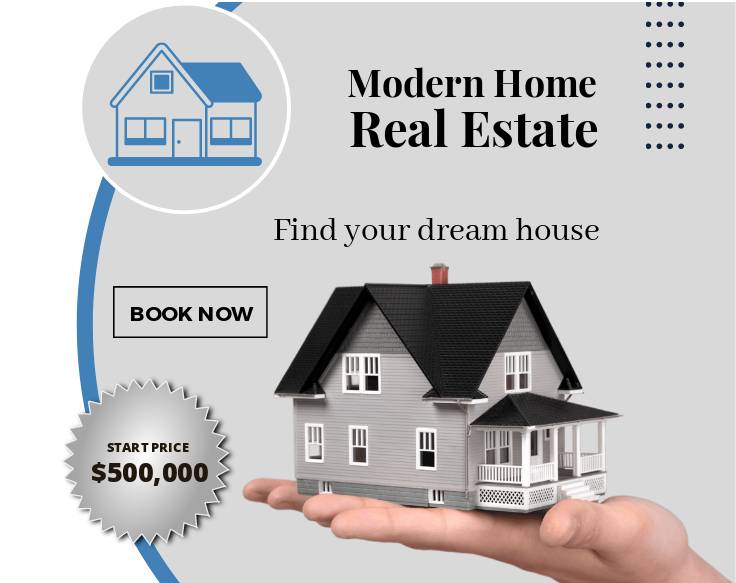 Modern Home
Real Estate
Find your dream house
BOOK NOW
START PRICE
$500,000